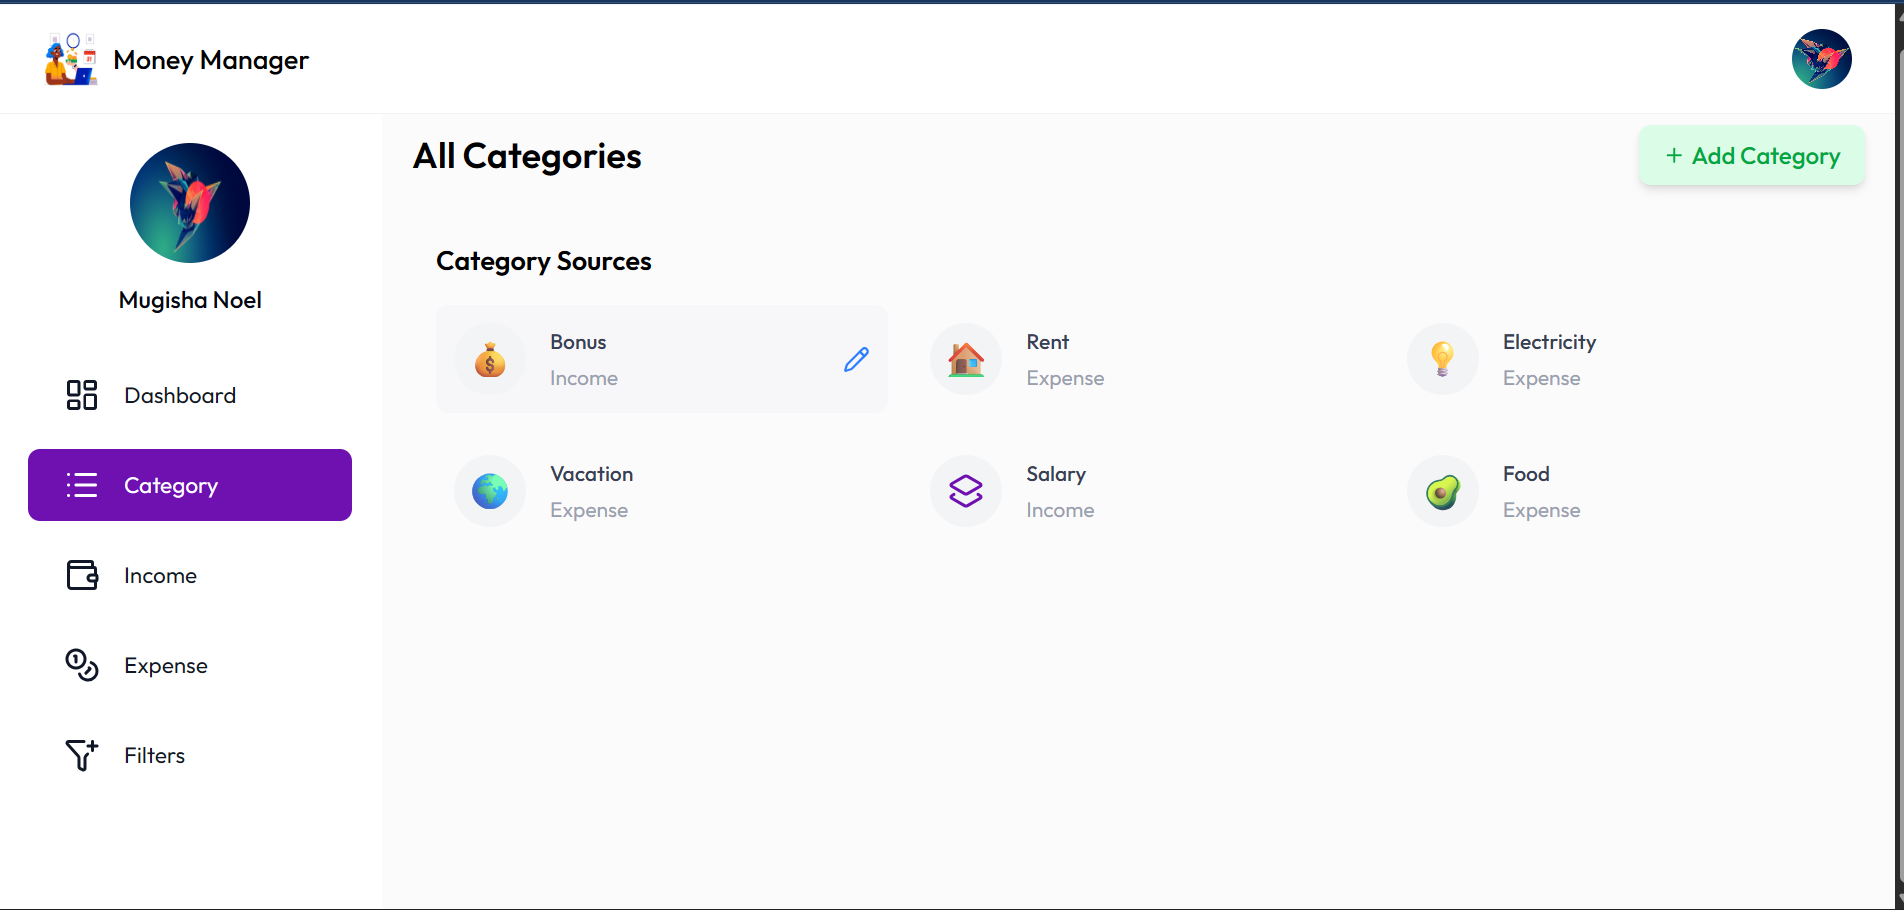 Money Manager
Mugisha Noel
Dashboard
Category
Income
Expense
Filters
All Categories
+ Add Category
Category Sources
Bonus
Income
Rent
Expense
Electricity
Expense
Vacation
Expense
Salary
Income
Food
Expense